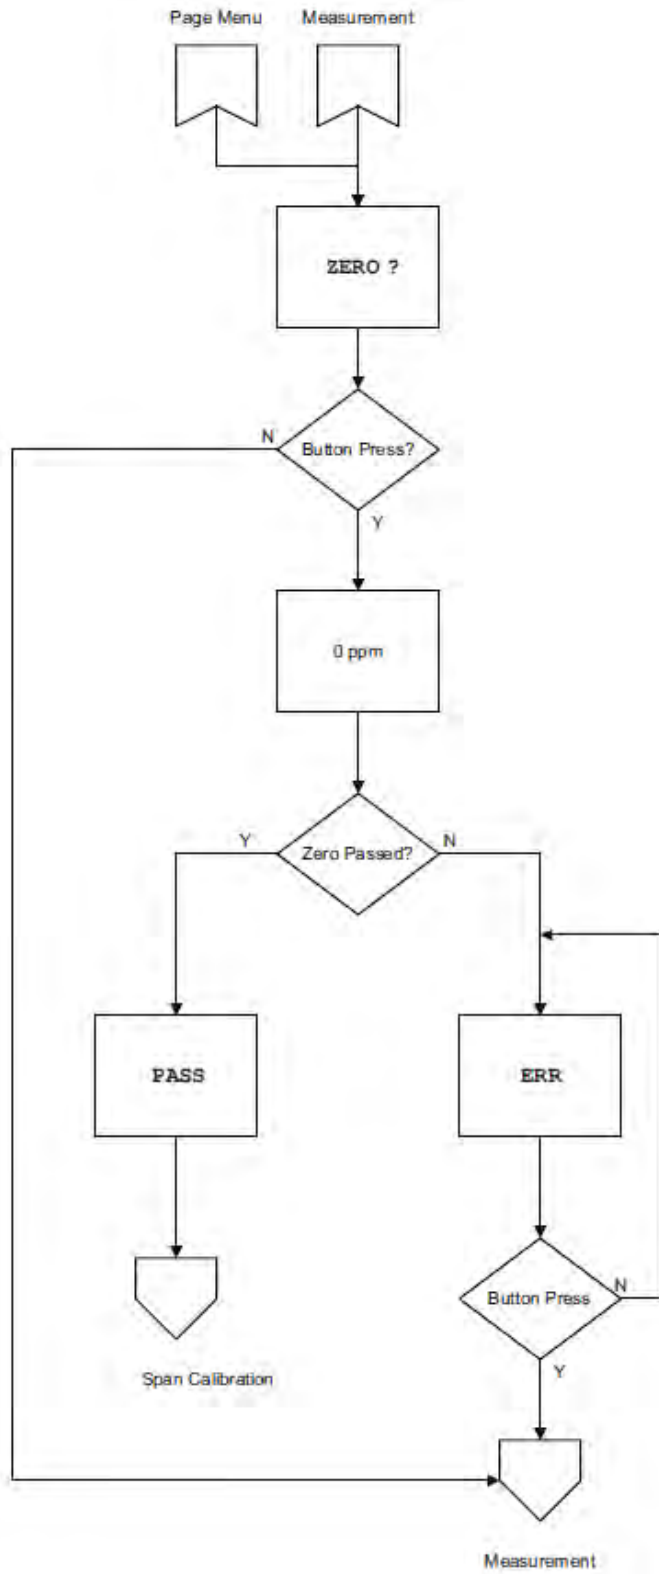 Page Menu
Measurement
ZERO ?
N
Button Press?
Y
0 ppm
Y
Zero Passed?
N
PASS
ERR
Button Press
N
Span Calibration
Y
Measurement